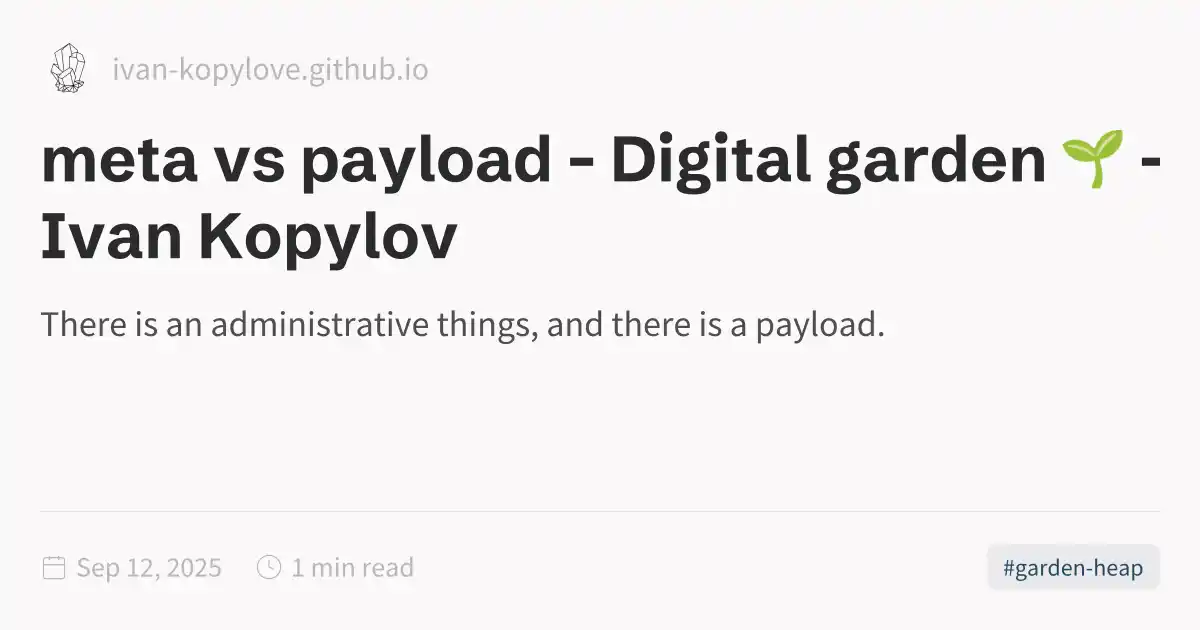 ivan-kopylove.github.io
meta vs payload - Digital garden 🌱 -
Ivan Kopylov
There is an administrative things, and there is a payload.
Sep 12, 2025 1 min read
#garden-heap